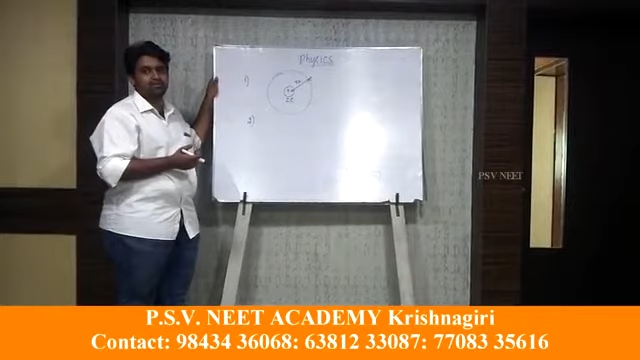 Physics
1)
2)
PSV NEET
P.S.V. NEET ACADEMY Krishnagiri
Contact: 98434 36068: 63812 33087: 77083 35616